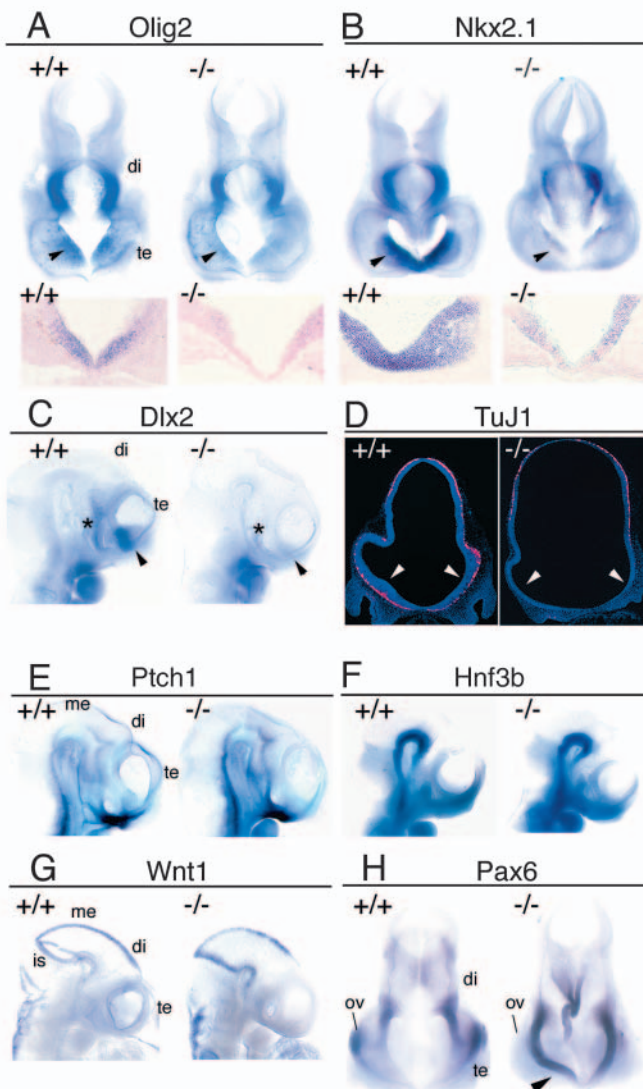 A Olig2
B Nkx2.1
+/+ -/- +/+ -/-
di
te
+/+ -/- +/+ -/-
C Dlx2
D TuJ1
+/+ di -/- +/+ -/-
te
* *
E Ptch1
F Hnf3b
+/+ me -/- +/+ -/-
di
te
G Wnt1
H Pax6
+/+ me -/- +/+ -/-
is di di
ov ov
te te